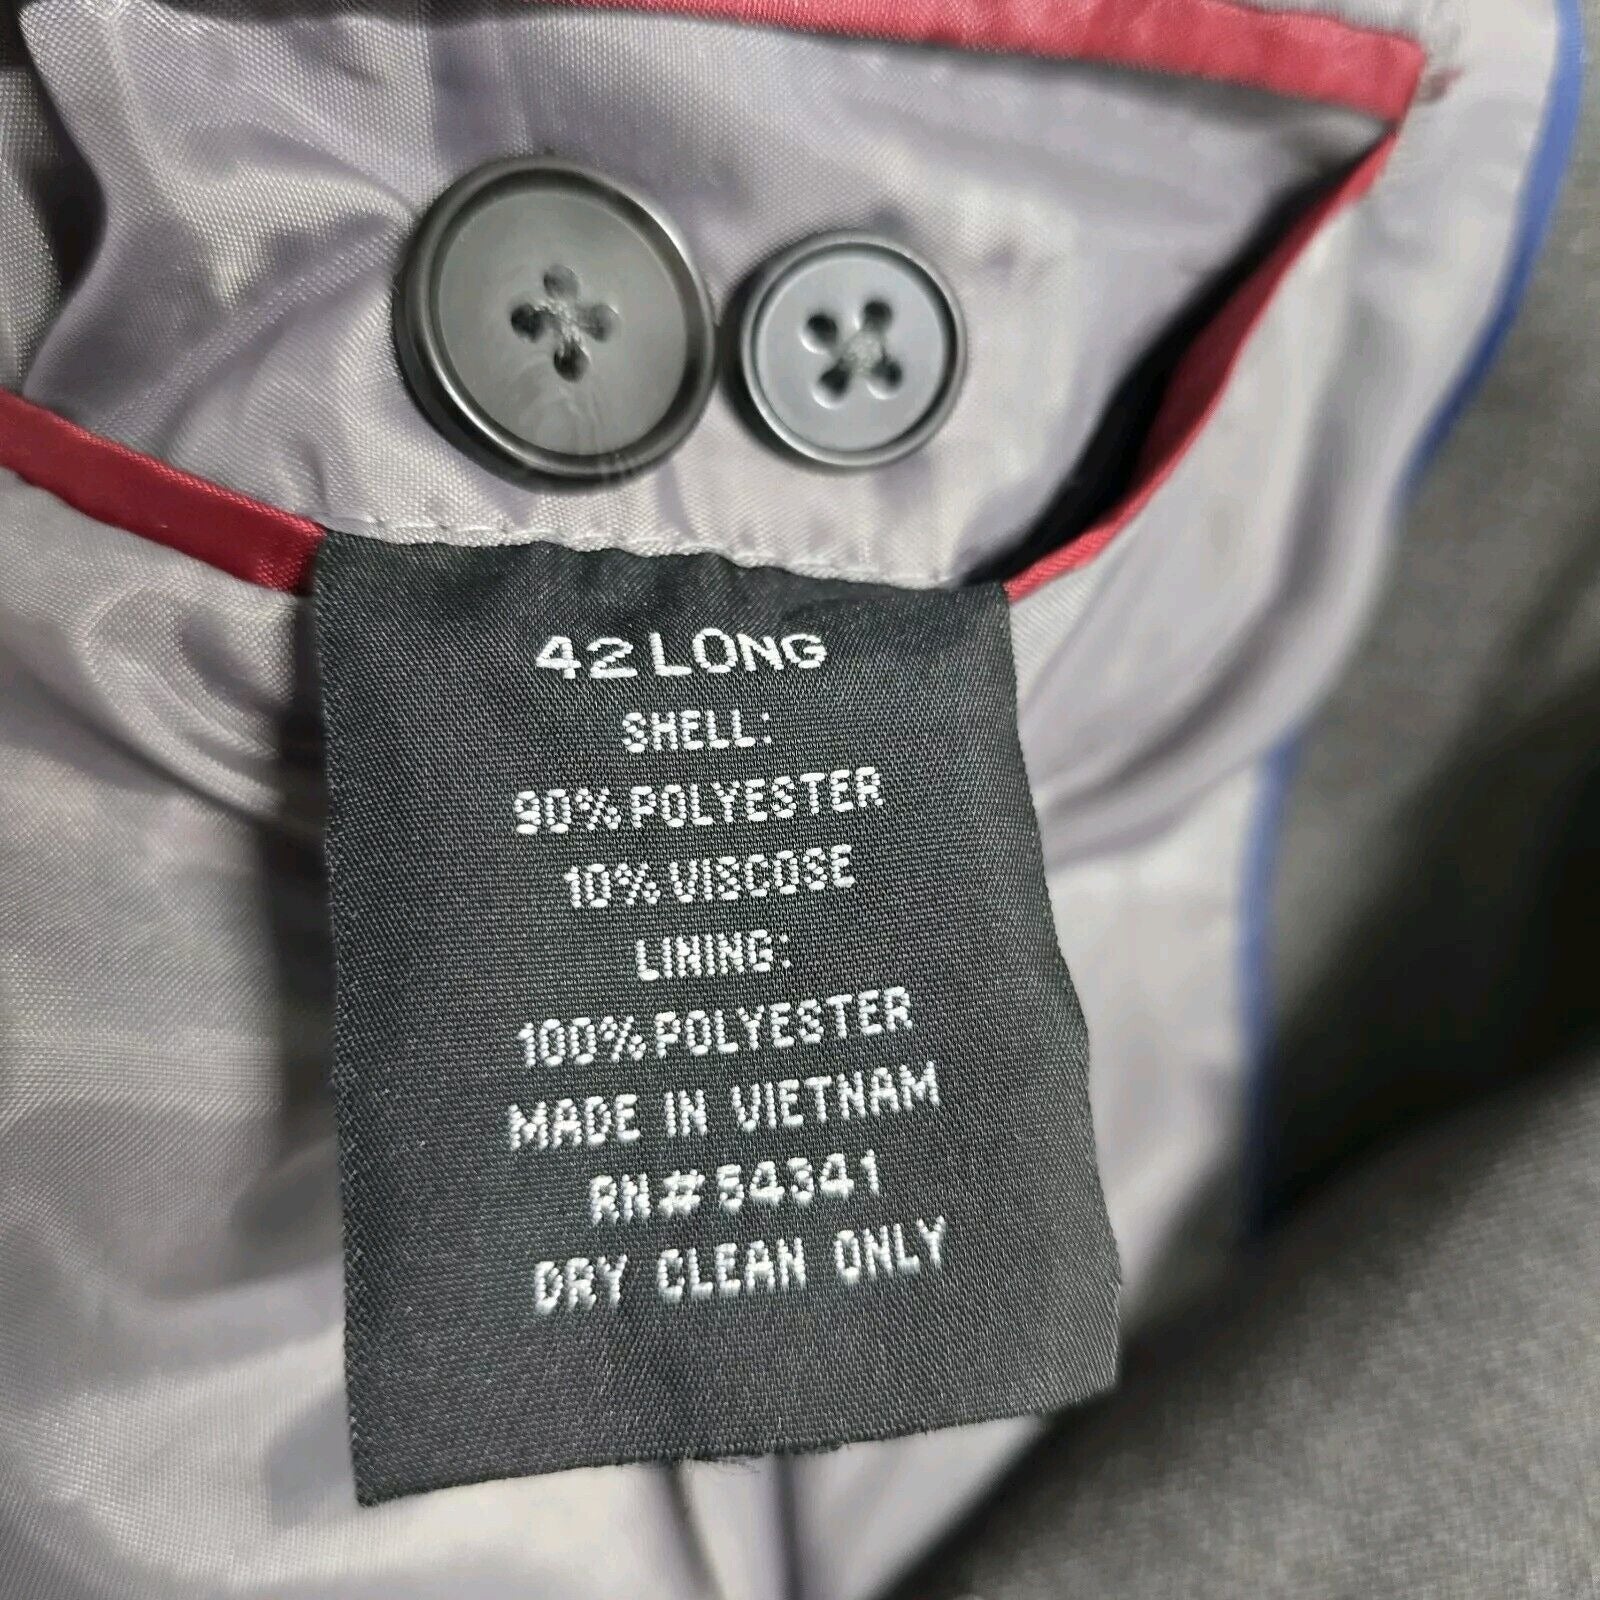 42 LONG
SHELL:
90% POLYESTER
10% VISCOSE
LINING:
100% POLYESTER
MADE IN VIETNAM
RN# 54341
DRY CLEAN ONLY